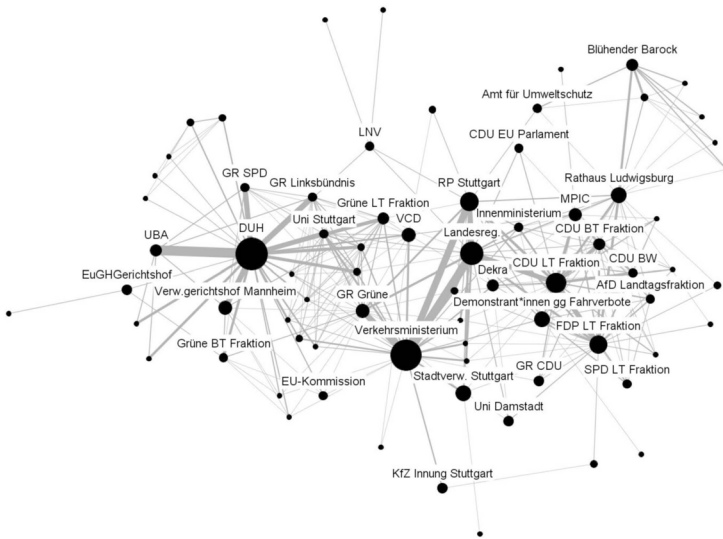 Blühender Barock
Amt für Umweltschutz
LNV
CDU EU Parlament
GR SPD
GR Linksbündnis
RP Stuttgart
Rathaus Ludwigsburg
Grüne LT Fraktion
MPIC
Uni Stuttgart
VCD
Innenministerium
DUH
UBA
Landesreg.
CDU BT Fraktion
EuGHGerichtshof
CDU LT Fraktion
CDU BW
Dekra
Verw.gerichtshof Mannheim
AfD Landtagsfraktion
GR Grüne
Demonstrant*innen gg Fahrverbote
Verkehrsministerium
FDP LT Fraktion
Grüne BT Fraktion
GR CDU
SPD LT Fraktion
EU-Kommission
Stadtverw. Stuttgart
Uni Damstadt
KfZ Innung Stuttgart